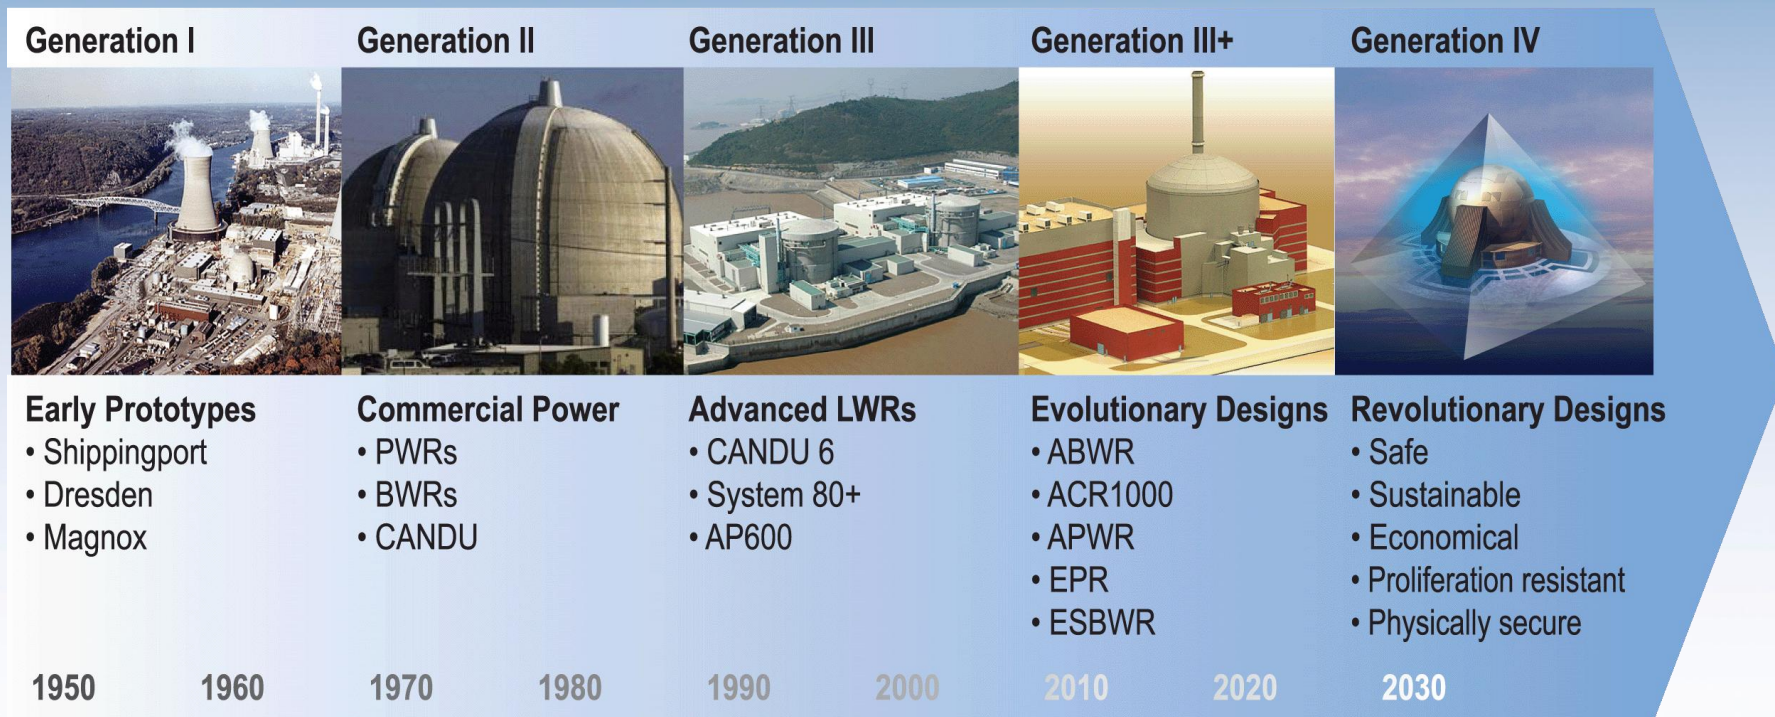 Generation I
Generation II
Generation III
Generation III+
Generation IV
Early Prototypes
• Shippingport
• Dresden
• Magnox
Commercial Power
• PWRs
• BWRs
• CANDU
Advanced LWRs
• CANDU 6
• System 80+
• AP600
Evolutionary Designs
• ABWR
• ACR1000
• APWR
• EPR
• ESBWR
Revolutionary Designs
• Safe
• Sustainable
• Economical
• Proliferation resistant
• Physically secure
1950 1960 1970 1980 1990 2000 2010 2020 2030